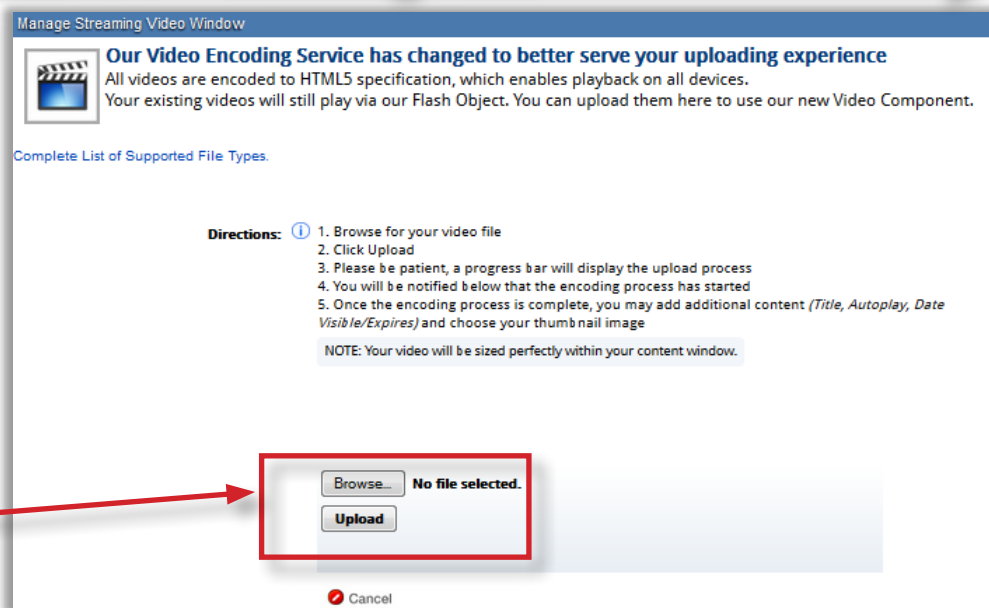 Manage Streaming Video Window
Our Video Encoding Service has changed to better serve your uploading experience
All videos are encoded to HTML5 specification, which enables playback on all devices.
Your existing videos will still play via our Flash Object. You can upload them here to use our new Video Component.
Complete List of Supported File Types.
Directions: i 1. Browse for your video file
2. Click Upload
3. Please be patient, a progress bar will display the upload process
4. You will be notified below that the encoding process has started
5. Once the encoding process is complete, you may add additional content (Title, Autoplay, Date
Visible/Expires) and choose your thumbnail image
NOTE: Your video will be sized perfectly within your content window.
Browse... No file selected.
Upload
Cancel